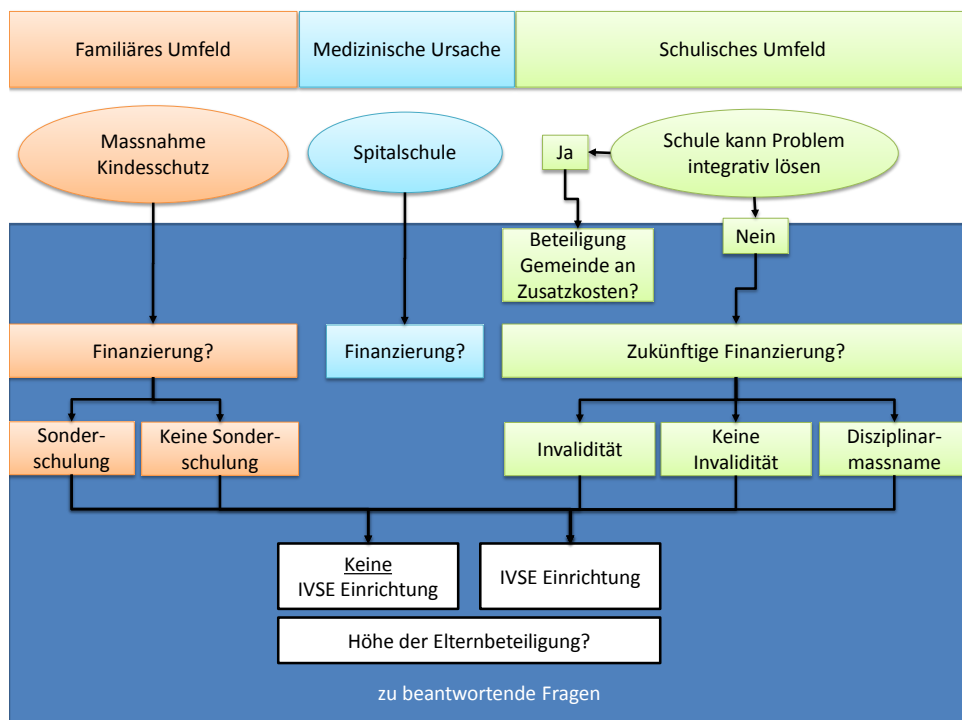 Familiäres Umfeld
Medizinische Ursache
Schulisches Umfeld
Massnahme
Kindesschutz
Spitalschule
Ja
Schule kann Problem
integrativ lösen
Nein
Beteiligung
Gemeinde an
Zusatzkosten?
Finanzierung?
Finanzierung?
Zukünftige Finanzierung?
Sonder-
schulung
Keine Sonder-
schulung
Invalidität
Keine
Invalidität
Disziplinar-
massname
Keine
IVSE Einrichtung
IVSE Einrichtung
Höhe der Elternbeteiligung?
zu beantwortende Fragen